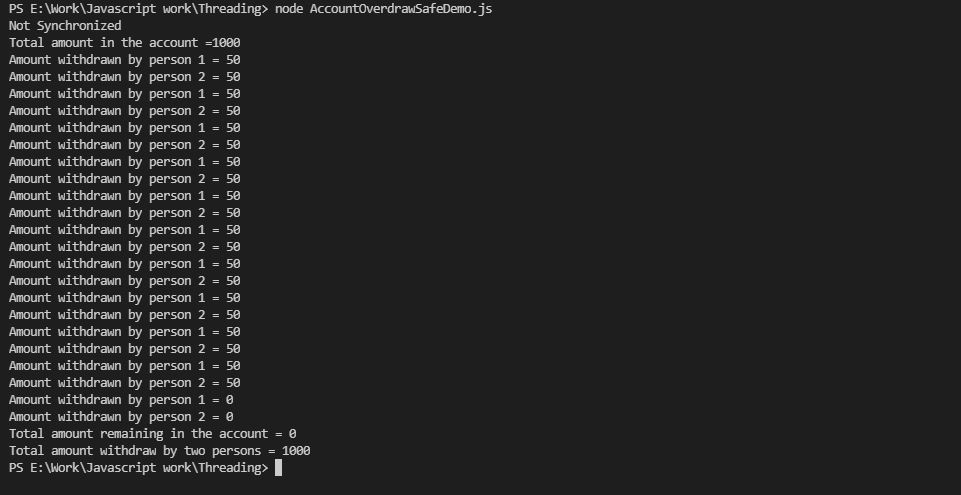 PS E:\Work\Javascript work\Threading> node AccountOverdrawSafeDemo.js
Not Synchronized
Total amount in the account =1000
Amount withdrawn by person 1 = 50
Amount withdrawn by person 2 = 50
Amount withdrawn by person 1 = 50
Amount withdrawn by person 2 = 50
Amount withdrawn by person 1 = 50
Amount withdrawn by person 2 = 50
Amount withdrawn by person 1 = 50
Amount withdrawn by person 2 = 50
Amount withdrawn by person 1 = 50
Amount withdrawn by person 2 = 50
Amount withdrawn by person 1 = 50
Amount withdrawn by person 2 = 50
Amount withdrawn by person 1 = 50
Amount withdrawn by person 2 = 50
Amount withdrawn by person 1 = 50
Amount withdrawn by person 2 = 50
Amount withdrawn by person 1 = 50
Amount withdrawn by person 2 = 50
Amount withdrawn by person 1 = 50
Amount withdrawn by person 2 = 50
Amount withdrawn by person 1 = 0
Amount withdrawn by person 2 = 0
Total amount remaining in the account = 0
Total amount withdraw by two persons = 1000
PS E:\Work\Javascript work\Threading>